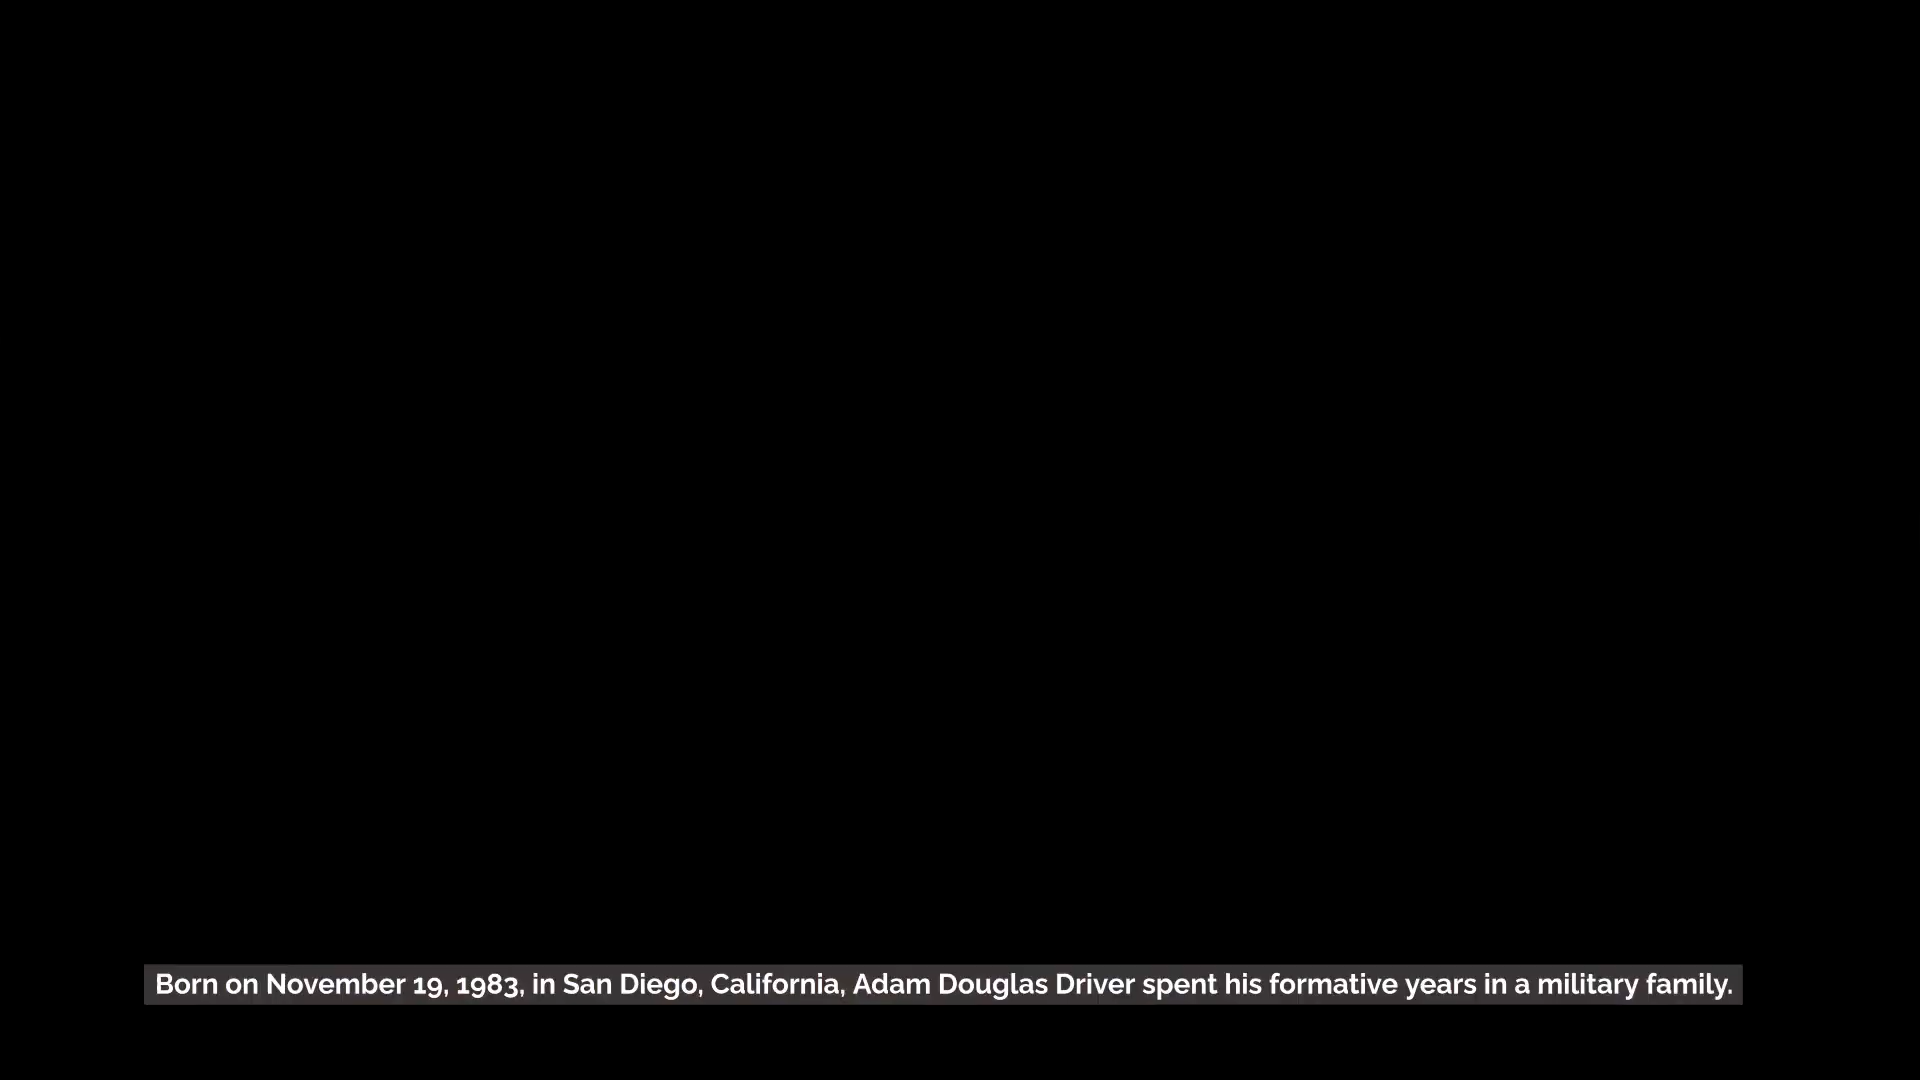 Born on November 19, 1983, in San Diego, California, Adam Douglas Driver spent his formative years in a military family.